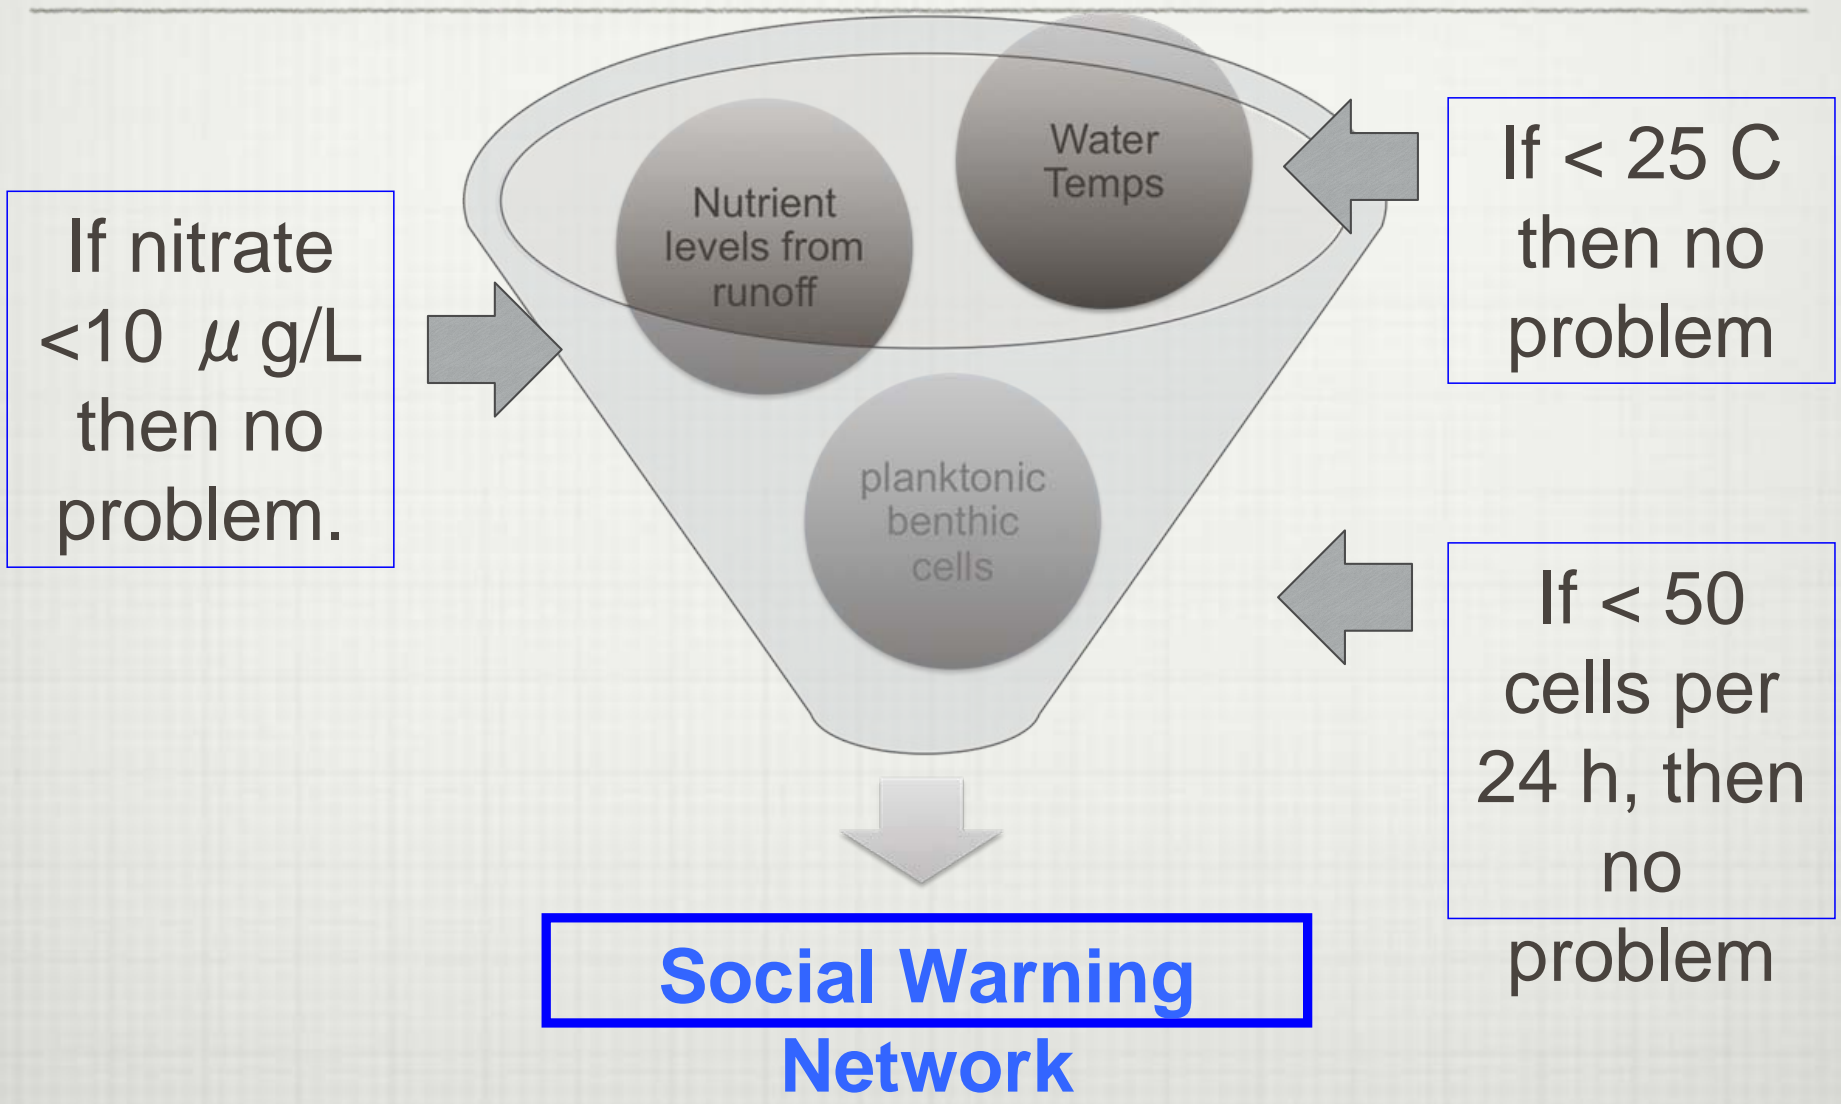 If nitrate
<10 μ g/L
then no
problem.
Nutrient
levels from
runoff
Water
Temps
If < 25 C
then no
problem
planktonic
benthic
cells
If < 50
cells per
24 h, then
no
problem
Social Warning
Network